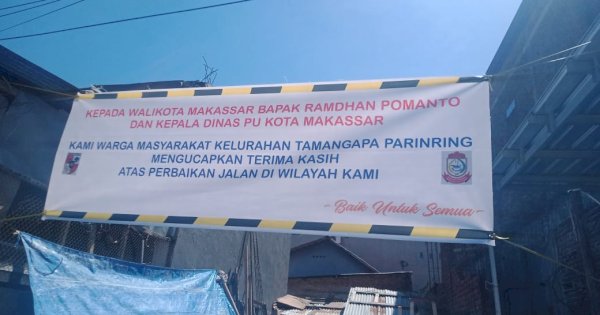 KEPADA WALIKOTA MAKASSAR BAPAK RAMDHAN POMANTO
DAN KEPALA DINAS PU KOTA MAKASSAR
KAMI WARGA MASYARAKAT KELURAHAN TAMANGAPA PARINRING
MENGUCAPKAN TERIMA KASIH
ATAS PERBAIKAN JALAN DI WILAYAH KAMI
- Baik Untuk Semua -